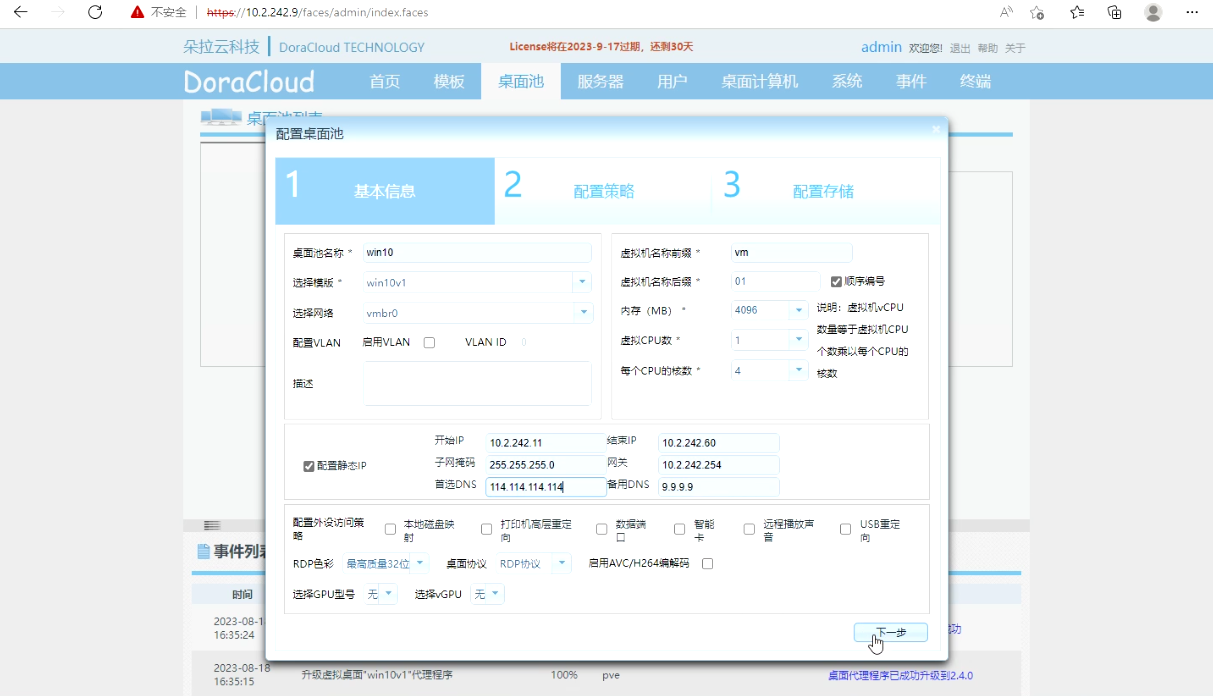 不安全 https://10.2.242.9/faces/admin/index.faces
朵拉云科技 DoraCloud TECHNOLOGY License将在2023-9-17过期，还剩30天 admin 欢迎您! 退出 帮助 关于
DoraCloud 首页 模板 桌面池 服务器 用户 桌面计算机 系统 事件 终端
桌面池列表
配置桌面池
1 基本信息 2 配置策略 3 配置存储
桌面池名称 * win10
选择模版 * win10v1
选择网络 vmbr0
配置VLAN 启用VLAN VLAN ID 0
描述
虚拟机名称前缀 * vm
虚拟机名称后缀 * 01 顺序编号
内存（MB） * 4096
虚拟CPU数 * 1
每个CPU的核数 * 4
说明：虚拟机vCPU
数量等于虚拟机CPU
个数乘以每个CPU的
核数
配置静态IP
开始IP 10.2.242.11 结束IP 10.2.242.60
子网掩码 255.255.255.0 网关 10.2.242.254
首选DNS 114.114.114.114 备用DNS 9.9.9.9
配置外设访问策
略
本地磁盘映
射
打印机高层重定
向
数据端
口
智能
卡
远程播放声
音
USB重定
向
RDP色彩 最高质量32位 桌面协议 RDP协议 启用AVC/H264编解码
选择GPU型号 无 选择vGPU 无
下一步
事件列表
时间
2023-08-1
16:35:24
成功
2023-08-18
16:35:15
升级虚拟桌面"win10v1"代理程序 100% pve 桌面代理程序已成功升级到2.4.0